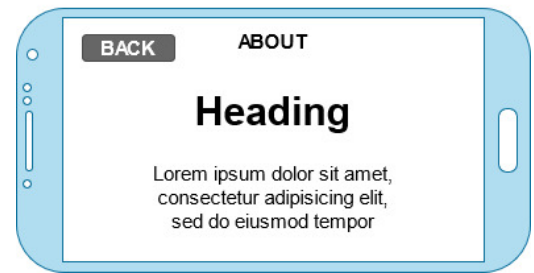 BACK
ABOUT
Heading
Lorem ipsum dolor sit amet,
consectetur adipisicing elit,
sed do eiusmod tempor